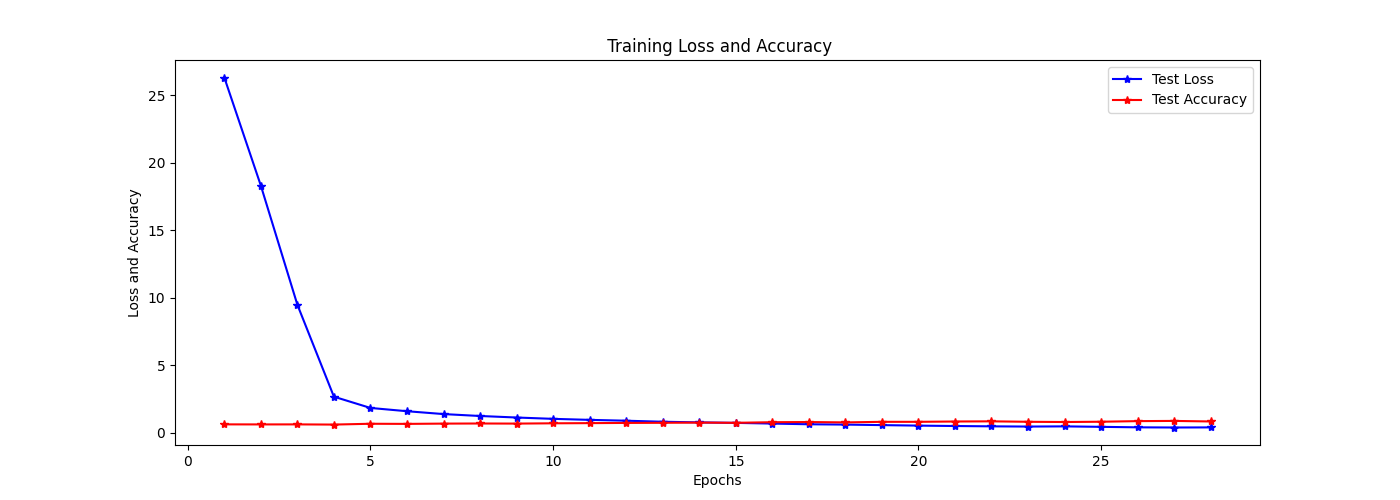 Training Loss and Accuracy
Test Loss
Test Accuracy
Loss and Accuracy
25
20
15
10
5
0
0 5 10 15 20 25
Epochs